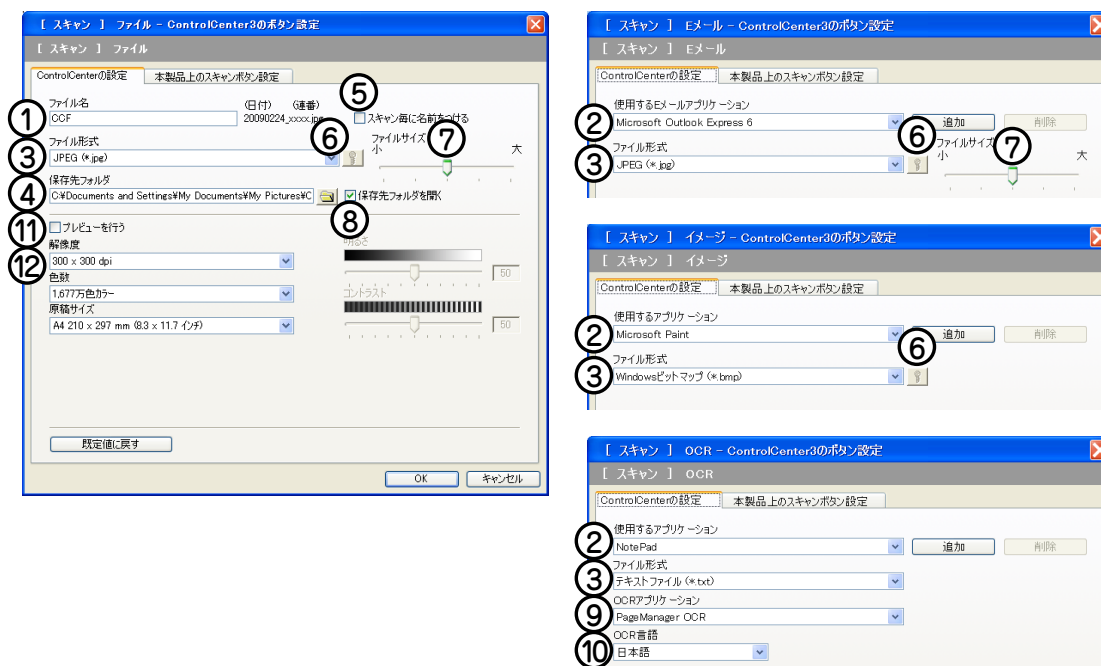 [ スキャン ] ファイル - ControlCenter3のボタン設定
[ スキャン ] ファイル
ControlCenterの設定 本製品上のスキャンボタン設定
ファイル名 (日付) (連番) ⑤
① CCF 20090224_xxxx.jpg スキャン毎に名前をつける
ファイル形式 ⑥ ファイルサイズ ⑦
③ JPEG (*.jpg) 小 大
保存先フォルダ
④ C:¥Documents and Settings¥My Documents¥My Pictures¥C 保存先フォルダを開く
⑪ プレビューを行う ⑧
解像度 明るさ
⑫ 300 x 300 dpi 50
色数 コントラスト
1,677万色カラー
原稿サイズ
A4 210 x 297 mm (8.3 x 11.7 インチ) 50
既定値に戻す
OK キャンセル
[ スキャン ] Eメール - ControlCenter3のボタン設定
[ スキャン ] Eメール
ControlCenterの設定 本製品上のスキャンボタン設定
使用するEメールアプリケーション
② Microsoft Outlook Express 6 追加 削除
ファイル形式 ⑥ ファイルサイズ ⑦
③ JPEG (*.jpg) 小 大
[ スキャン ] イメージ - ControlCenter3のボタン設定
[ スキャン ] イメージ
ControlCenterの設定 本製品上のスキャンボタン設定
使用するアプリケーション
② Microsoft Paint 追加 削除
ファイル形式 ⑥
③ Windowsビットマップ (*.bmp)
[ スキャン ] OCR - ControlCenter3のボタン設定
[ スキャン ] OCR
ControlCenterの設定 本製品上のスキャンボタン設定
使用するアプリケーション
② NotePad 追加 削除
ファイル形式
③ テキストファイル (*.txt)
OCRアプリケーション
⑨ PageManager OCR
OCR言語
⑩ 日本語